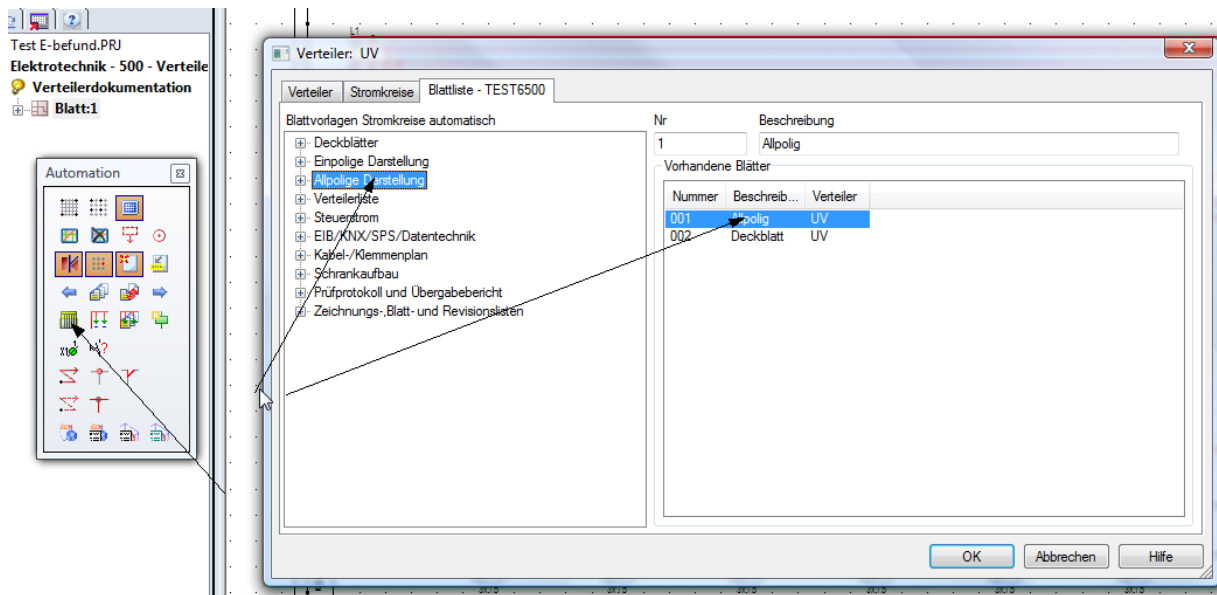 Test E-befund.PRJ
Elektrotechnik - 500 - Verteile
Verteilerdokumentation
Blatt:1
Automation
L1
Verteiler: UV
Verteiler Stromkreise Blattliste - TEST6500
Blattvorlagen Stromkreise automatisch
Deckblätter
Einpolige Darstellung
Allpolige Darstellung
Verteilerliste
Steuerstrom
EIB/KNX/SPS/Datentechnik
Kabel-/Klemmenplan
Schrankaufbau
Prüfprotokoll und Übergabebericht
Zeichnungs-,Blatt- und Revisionslisten
Nr Beschreibung
1 Allpolig
Vorhandene Blätter
Nummer Beschreib... Verteiler
001 Allpolig UV
002 Deckblatt UV
OK Abbrechen Hilfe